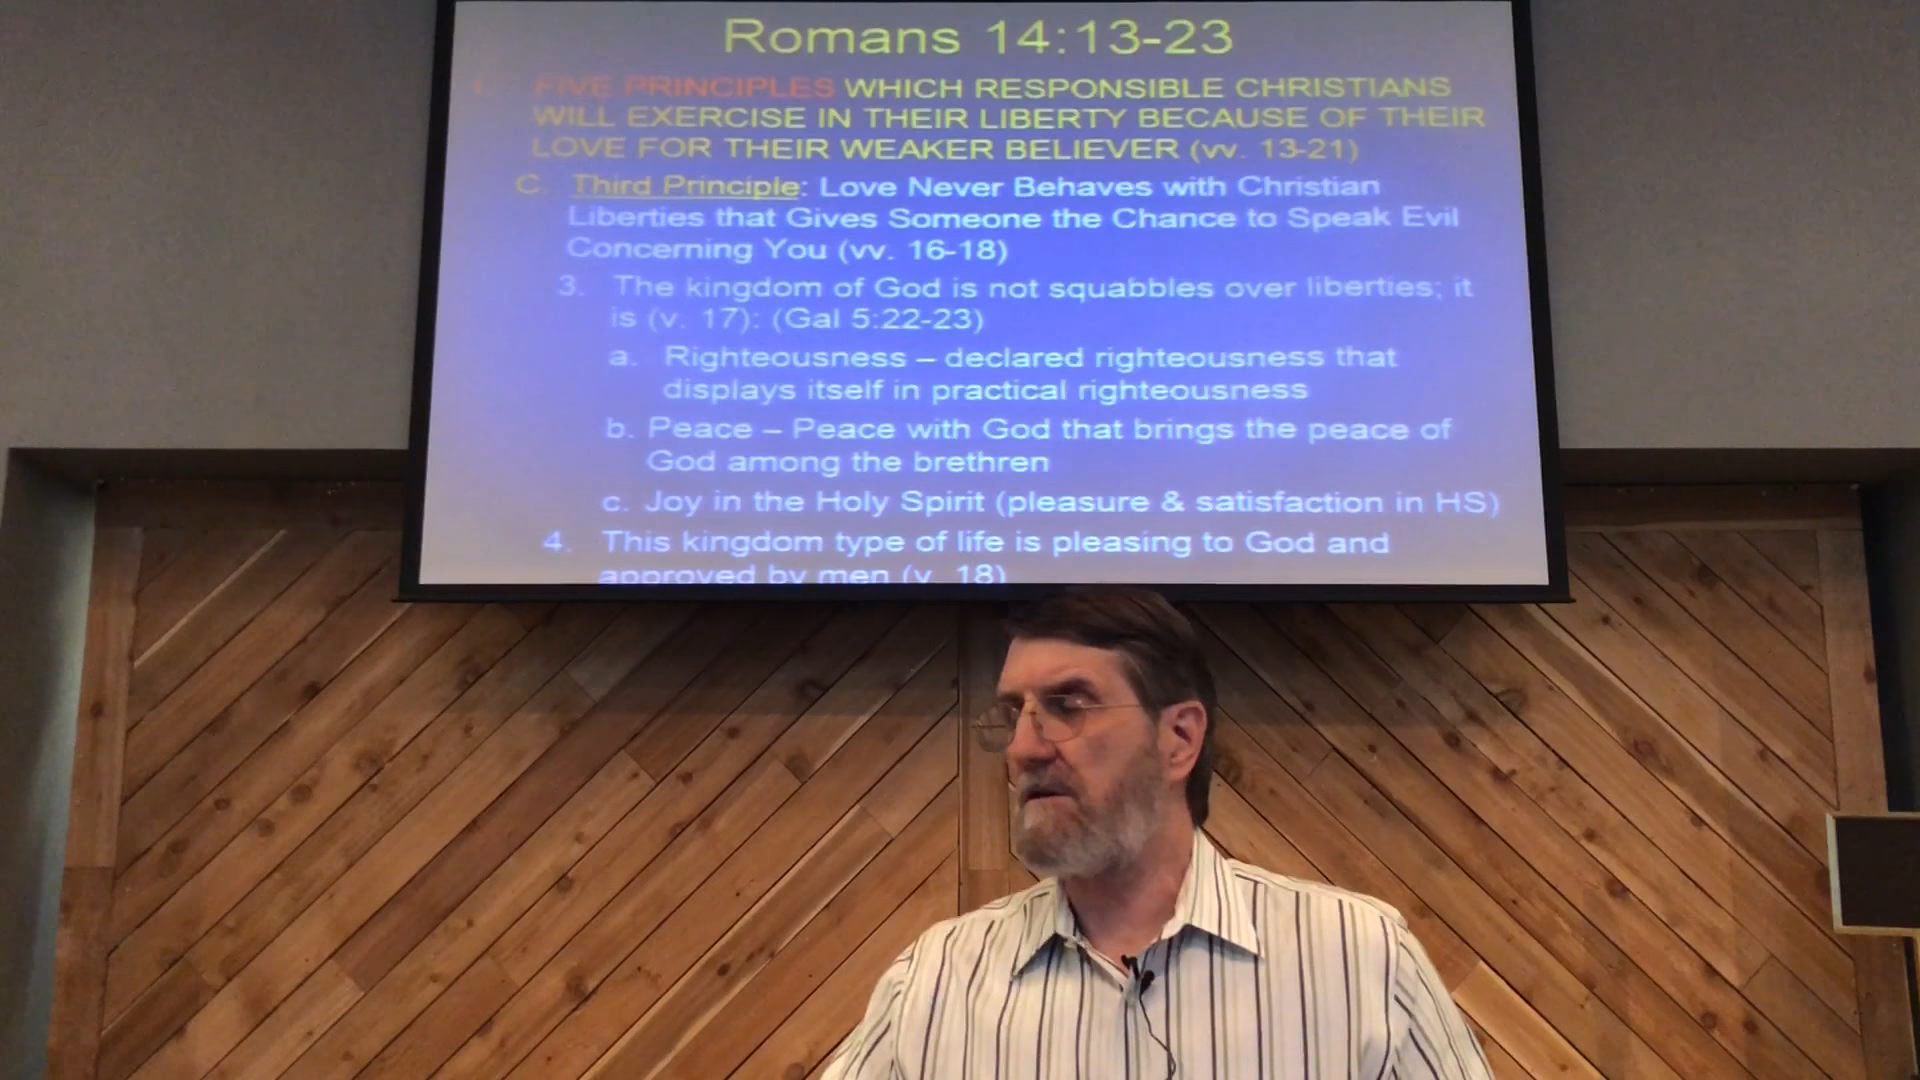 Romans 14:13-23
I. FIVE PRINCIPLES WHICH RESPONSIBLE CHRISTIANS
WILL EXERCISE IN THEIR LIBERTY BECAUSE OF THEIR
LOVE FOR THEIR WEAKER BELIEVER (vv. 13-21)
C. Third Principle: Love Never Behaves with Christian
Liberties that Gives Someone the Chance to Speak Evil
Concerning You (vv. 16-18)
3. The kingdom of God is not squabbles over liberties; it
is (v. 17): (Gal 5:22-23)
a. Righteousness – declared righteousness that
displays itself in practical righteousness
b. Peace – Peace with God that brings the peace of
God among the brethren
c. Joy in the Holy Spirit (pleasure & satisfaction in HS)
4. This kingdom type of life is pleasing to God and
approved by men (v. 18)